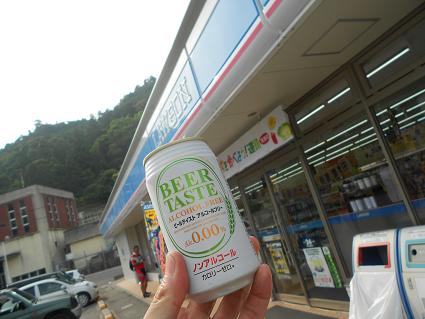 LAWSON
BEER
TASTE
ALCOHOL FREE
ビールテイスト アルコールフリー
ALC. 0.00%
ノンアルコール
カロリーゼロ